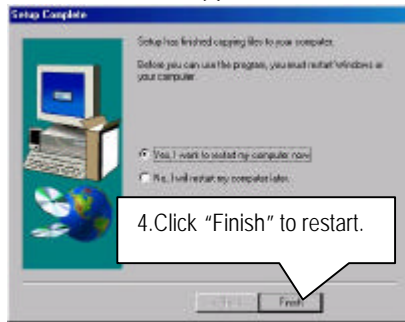 Setup Complete
Setup has finished copying files to your computer.
Before you can use the program, you must restart Windows or
your computer.
Yes, I want to restart my computer now.
No, I will restart my computer later.
4.Click “Finish” to restart.
Finish